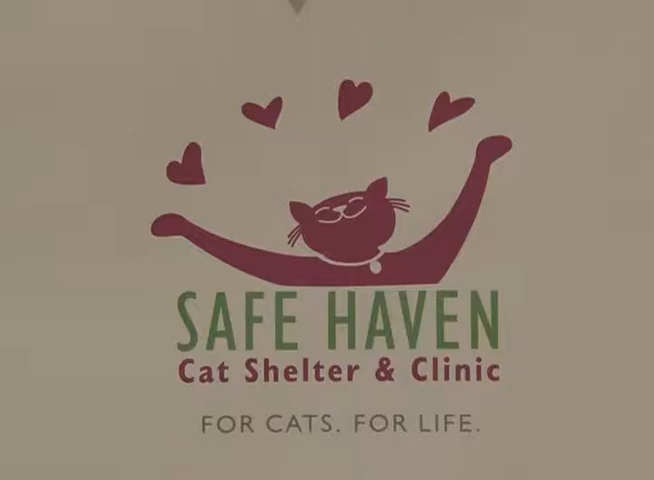 SAFE HAVEN
Cat Shelter & Clinic
FOR CATS. FOR LIFE.